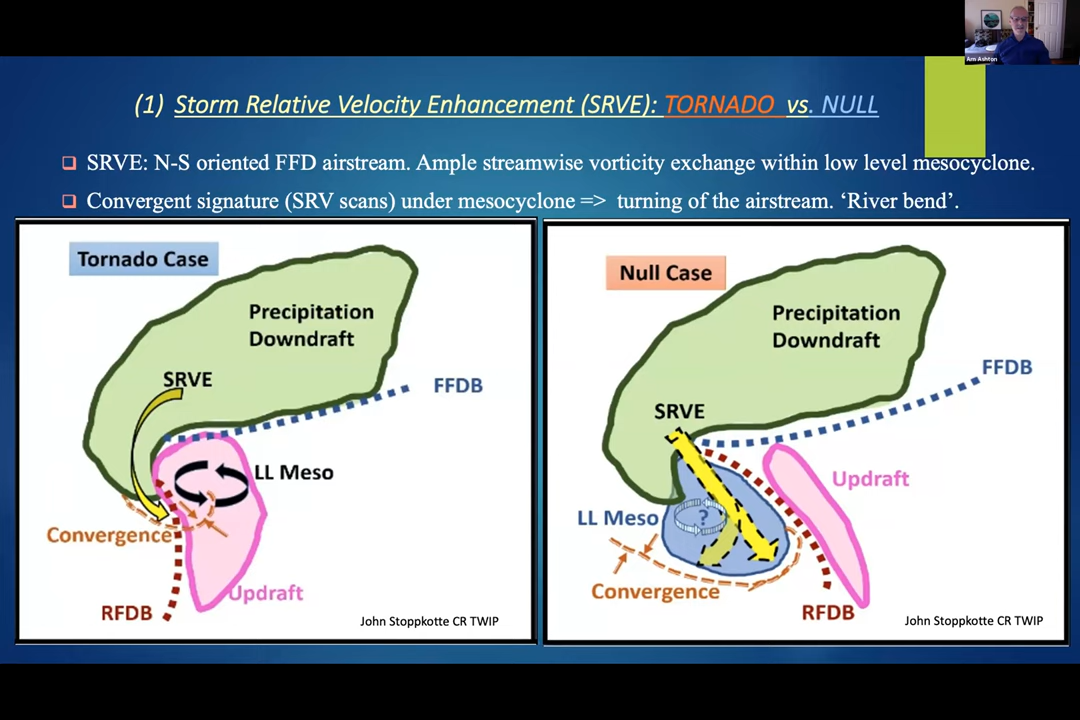 Am Ashton
(1) Storm Relative Velocity Enhancement (SRVE): TORNADO vs. NULL
SRVE: N-S oriented FFD airstream. Ample streamwise vorticity exchange within low level mesocyclone.
Convergent signature (SRV scans) under mesocyclone => turning of the airstream. ‘River bend’.
Tornado Case
Precipitation
Downdraft
SRVE
FFDB
LL Meso
Convergence
Updraft
RFDB
John Stoppkotte CR TWIP
Null Case
Precipitation
Downdraft
FFDB
SRVE
Updraft
LL Meso
?
Convergence
RFDB
John Stoppkotte CR TWIP